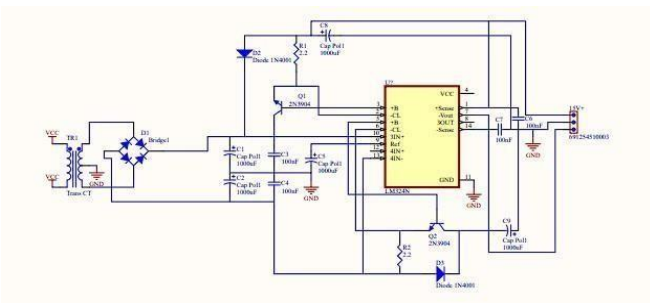 C8
Cap Pol1
1000uF
R1
2.2
D2
Diode 1N4001
Q1
2N3904
U?
VCC
4
+B
-CL
+B
-CL
IIN+
Ref
4IN+
4IN-
+Sense
-Vout
IOUT
-Sense
1
7
8
14
GND
11
LM324N
GND
VCC
TR1
VCC
Trans CT
D1
Bridge1
GND
C1
Cap Pol1
1000uF
C2
Cap Pol1
1000uF
C3
100nF
C4
100nF
C5
Cap Pol1
1000uF
GND
C7
100nF
C6
100nF
GND
15V+
691254510003
Q2
2N3904
C9
Cap Pol1
1000uF
R2
2.2
D3
Diode 1N4001